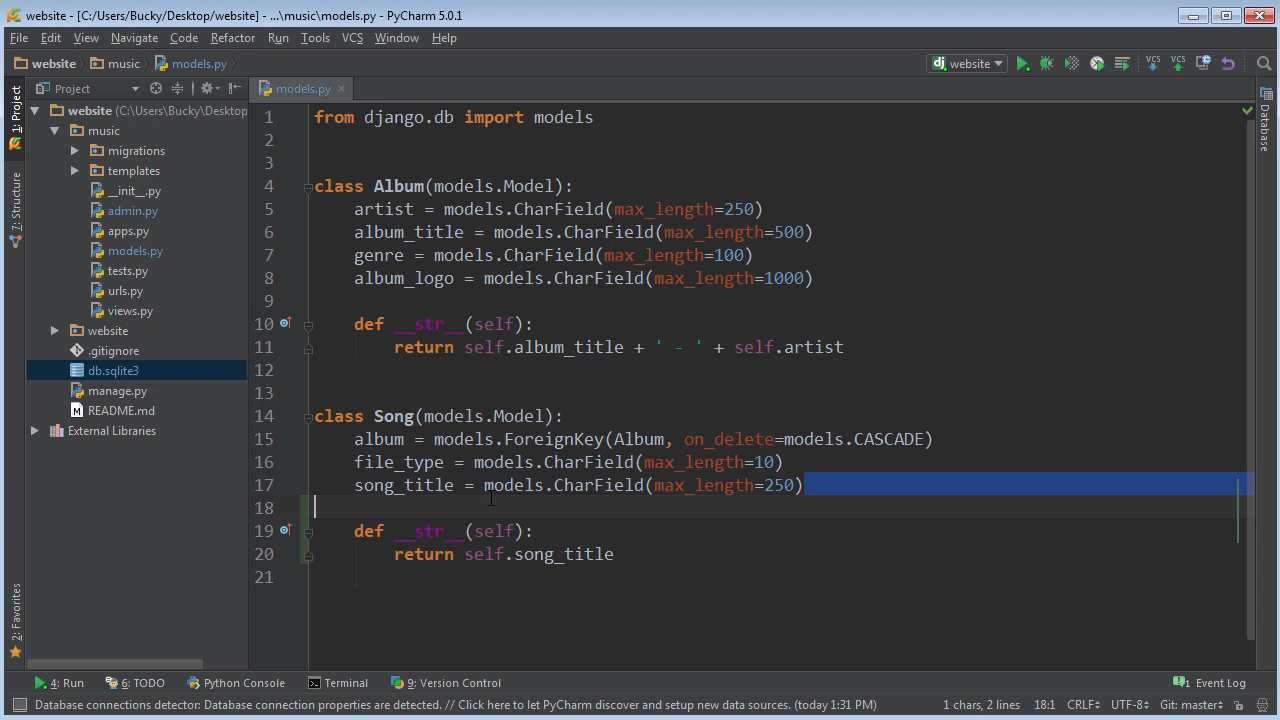 website - [C:/Users/Bucky/Desktop/website] - ...\music\models.py - PyCharm 5.0.1
File Edit View Navigate Code Refactor Run Tools VCS Window Help
website music models.py website VCS VCS
1: Project
7: Structure
2: Favorites
Project
website (C:\Users\Bucky\Desktop
music
migrations
templates
__init__.py
admin.py
apps.py
models.py
tests.py
urls.py
views.py
website
.gitignore
db.sqlite3
manage.py
README.md
External Libraries
models.py
1 from django.db import models
2
3
4 class Album(models.Model):
5 artist = models.CharField(max_length=250)
6 album_title = models.CharField(max_length=500)
7 genre = models.CharField(max_length=100)
8 album_logo = models.CharField(max_length=1000)
9
10 def __str__(self):
11 return self.album_title + ' - ' + self.artist
12
13
14 class Song(models.Model):
15 album = models.ForeignKey(Album, on_delete=models.CASCADE)
16 file_type = models.CharField(max_length=10)
17 song_title = models.CharField(max_length=250)
18
19 def __str__(self):
20 return self.song_title
21
Database
4: Run 6: TODO Python Console Terminal 9: Version Control 1 Event Log
Database connections detector: Database connection properties are detected. // Click here to let PyCharm discover and setup new data sources. (today 1:31 PM) 1 chars, 2 lines 18:1 CRLF÷ UTF-8÷ Git: master÷